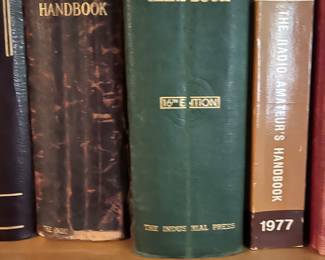 HANDBOOK
16TH EDITION
THE INDUSTRIAL PRESS
THE RADIO AMATEUR'S HANDBOOK
1977